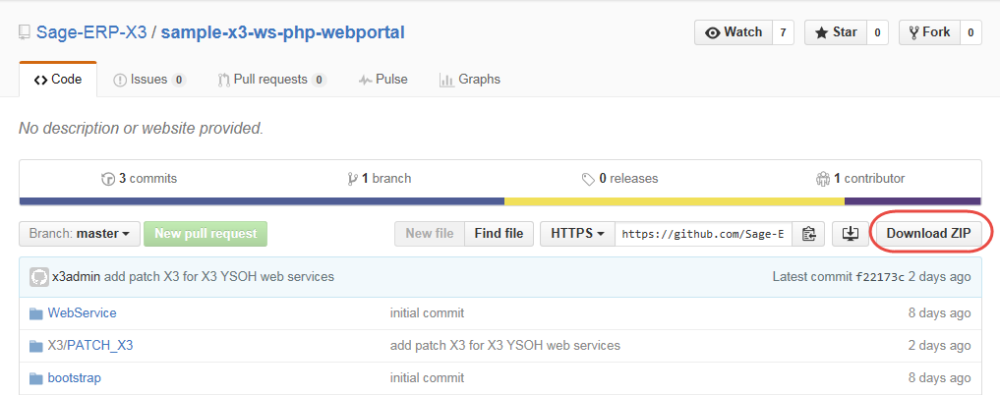 Sage-ERP-X3 / sample-x3-ws-php-webportal Watch 7 Star 0 Fork 0
Code Issues 0 Pull requests 0 Pulse Graphs
No description or website provided.
3 commits 1 branch 0 releases 1 contributor
Branch: master New pull request New file Find file HTTPS https://github.com/Sage-E Download ZIP
x3admin add patch X3 for X3 YSOH web services Latest commit f22173c 2 days ago
WebService initial commit 8 days ago
X3/PATCH_X3 add patch X3 for X3 YSOH web services 2 days ago
bootstrap initial commit 8 days ago